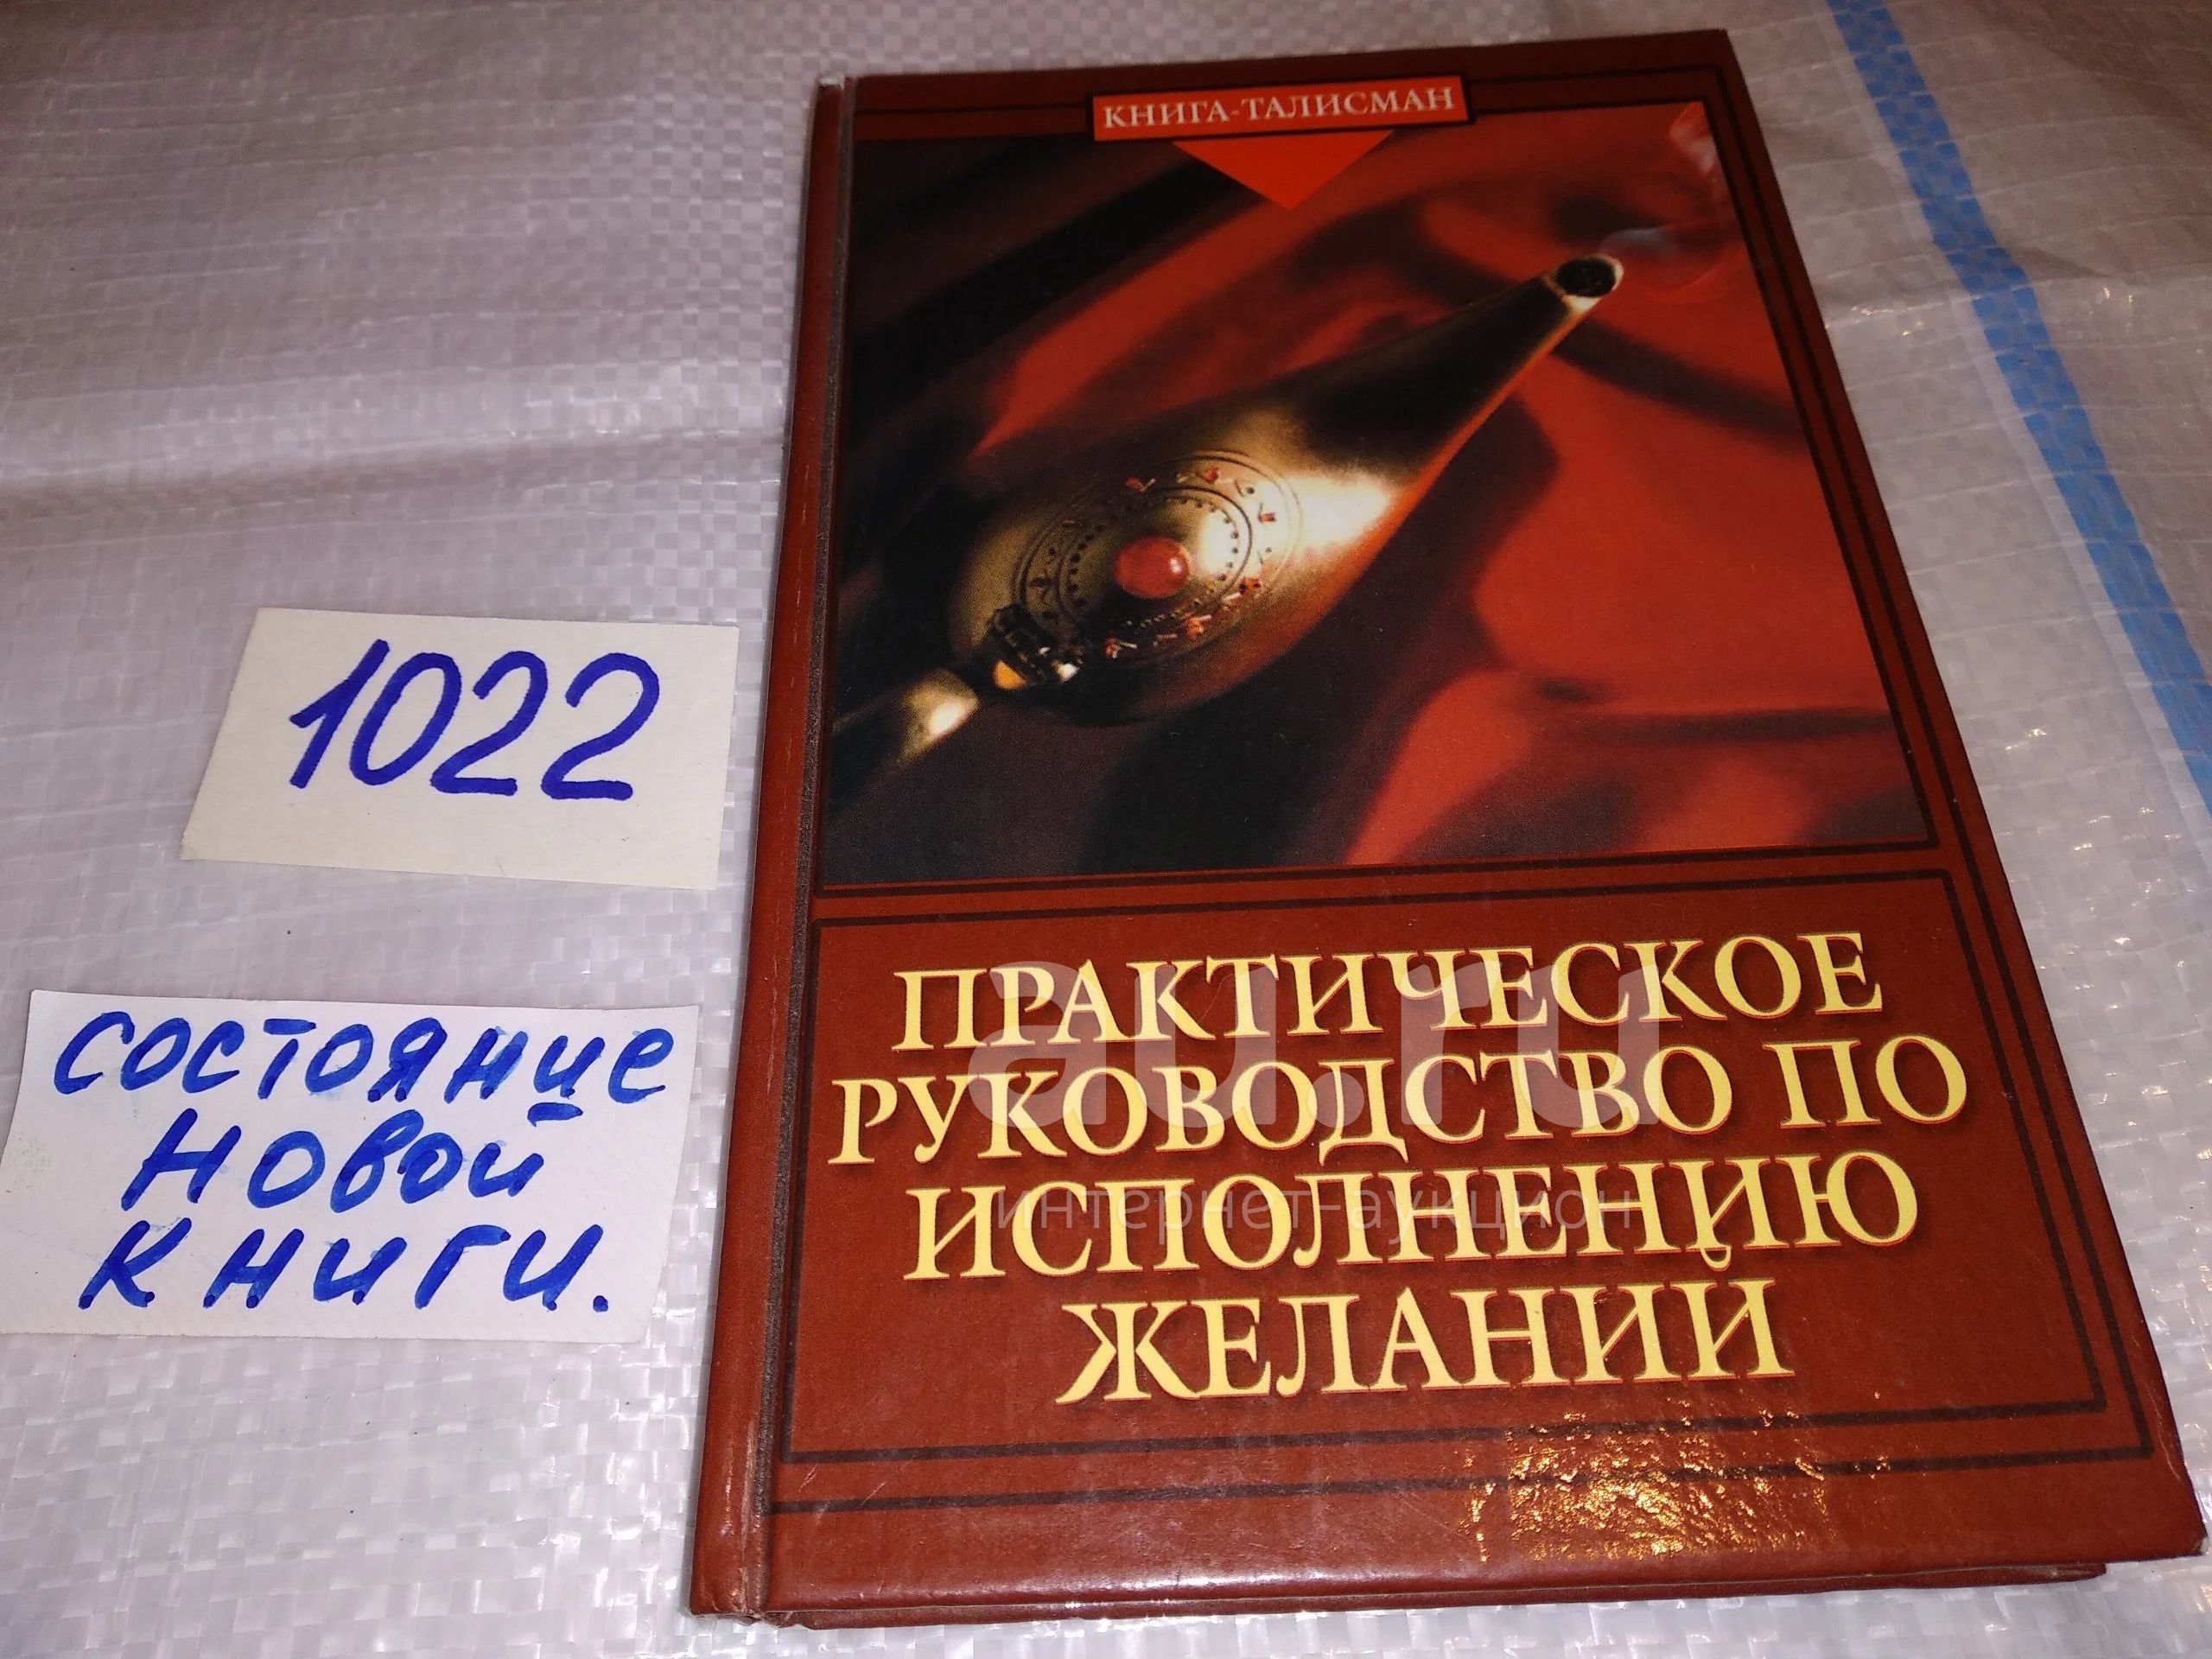 КНИГА-ТАЛИСМАН
1022
состояние
новой
книги.
ПРАКТИЧЕСКОЕ
РУКОВОДСТВО ПО
ИСПОЛНЕНИЮ
ЖЕЛАНИЙ
au.ru
интернет-аукцион